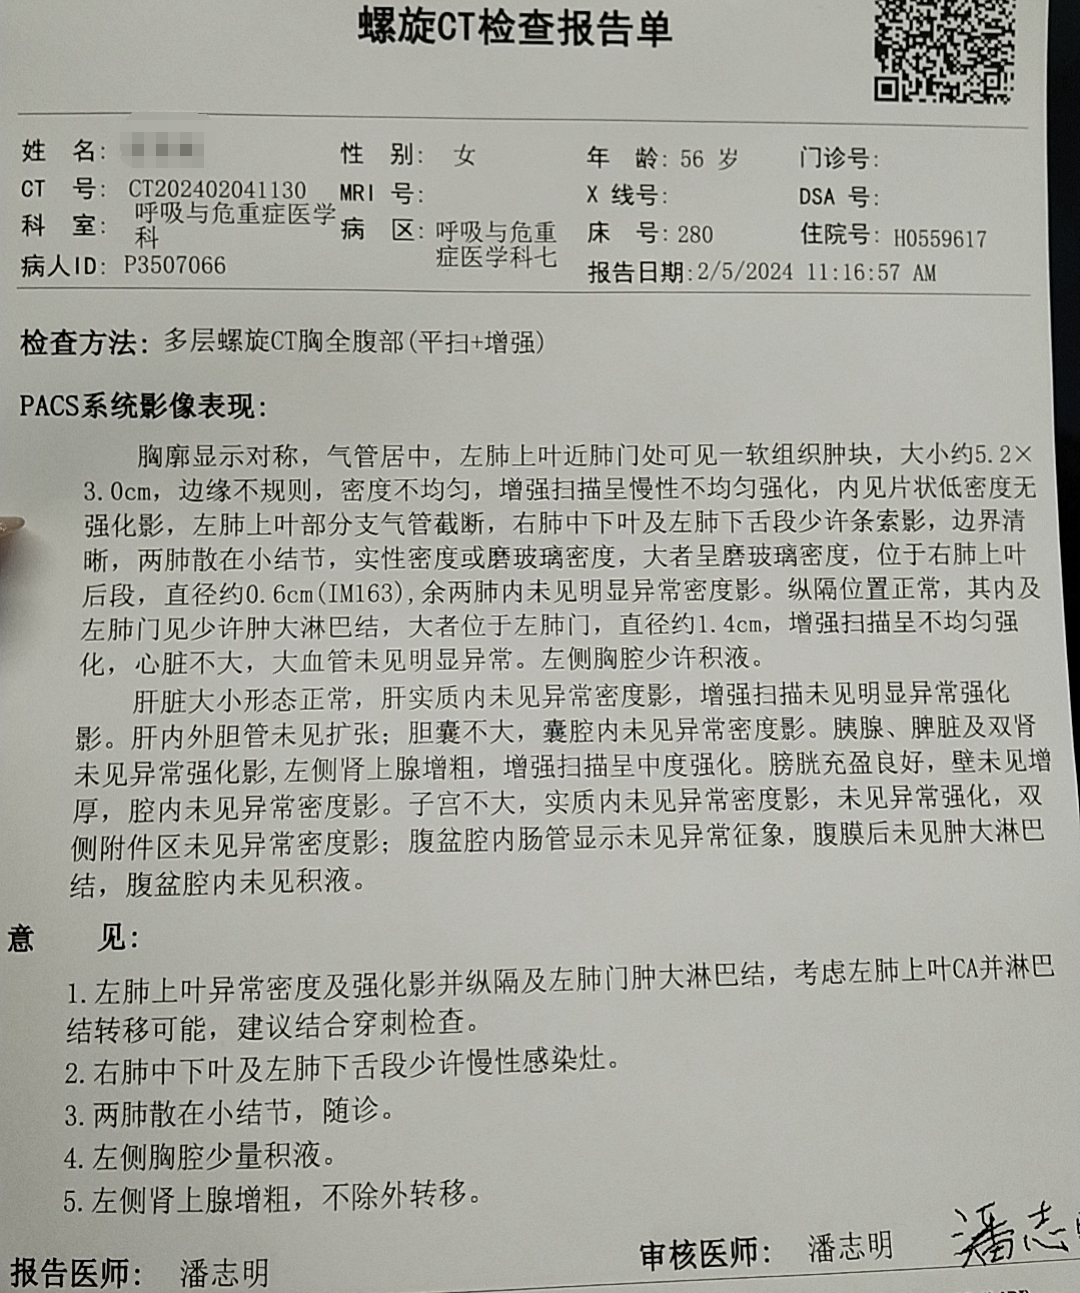 螺旋CT检查报告单
姓 名: 性 别: 女 年 龄: 56 岁 门诊号:
CT 号: CT202402041130 MRI 号: X 线号: DSA 号:
科 室: 呼吸与危重症医学科 病 区: 呼吸与危重症医学科七 床 号: 280 住院号: H0559617
病人ID: P3507066 报告日期:2/5/2024 11:16:57 AM
检查方法: 多层螺旋CT胸全腹部(平扫+增强)
PACS系统影像表现:
胸廓显示对称，气管居中，左肺上叶近肺门处可见一软组织肿块，大小约5.2×
3.0cm，边缘不规则，密度不均匀，增强扫描呈慢性不均匀强化，内见片状低密度无
强化影，左肺上叶部分支气管截断，右肺中下叶及左肺下舌段少许条索影，边界清
晰，两肺散在小结节，实性密度或磨玻璃密度，大者呈磨玻璃密度，位于右肺上叶
后段，直径约0.6cm(IM163),余两肺内未见明显异常密度影。纵隔位置正常，其内及
左肺门见少许肿大淋巴结，大者位于左肺门，直径约1.4cm，增强扫描呈不均匀强
化，心脏不大，大血管未见明显异常。左侧胸腔少许积液。
肝脏大小形态正常，肝实质内未见异常密度影，增强扫描未见明显异常强化
影。肝内外胆管未见扩张；胆囊不大，囊腔内未见异常密度影。胰腺、脾脏及双肾
未见异常强化影,左侧肾上腺增粗，增强扫描呈中度强化。膀胱充盈良好，壁未见增
厚，腔内未见异常密度影。子宫不大，实质内未见异常密度影，未见异常强化，双
侧附件区未见异常密度影；腹盆腔内肠管显示未见异常征象，腹膜后未见肿大淋巴
结，腹盆腔内未见积液。
意 见:
1.左肺上叶异常密度及强化影并纵隔及左肺门肿大淋巴结，考虑左肺上叶CA并淋巴
结转移可能，建议结合穿刺检查。
2.右肺中下叶及左肺下舌段少许慢性感染灶。
3.两肺散在小结节，随诊。
4.左侧胸腔少量积液。
5.左侧肾上腺增粗，不除外转移。
报告医师: 潘志明 审核医师: 潘志明 潘志